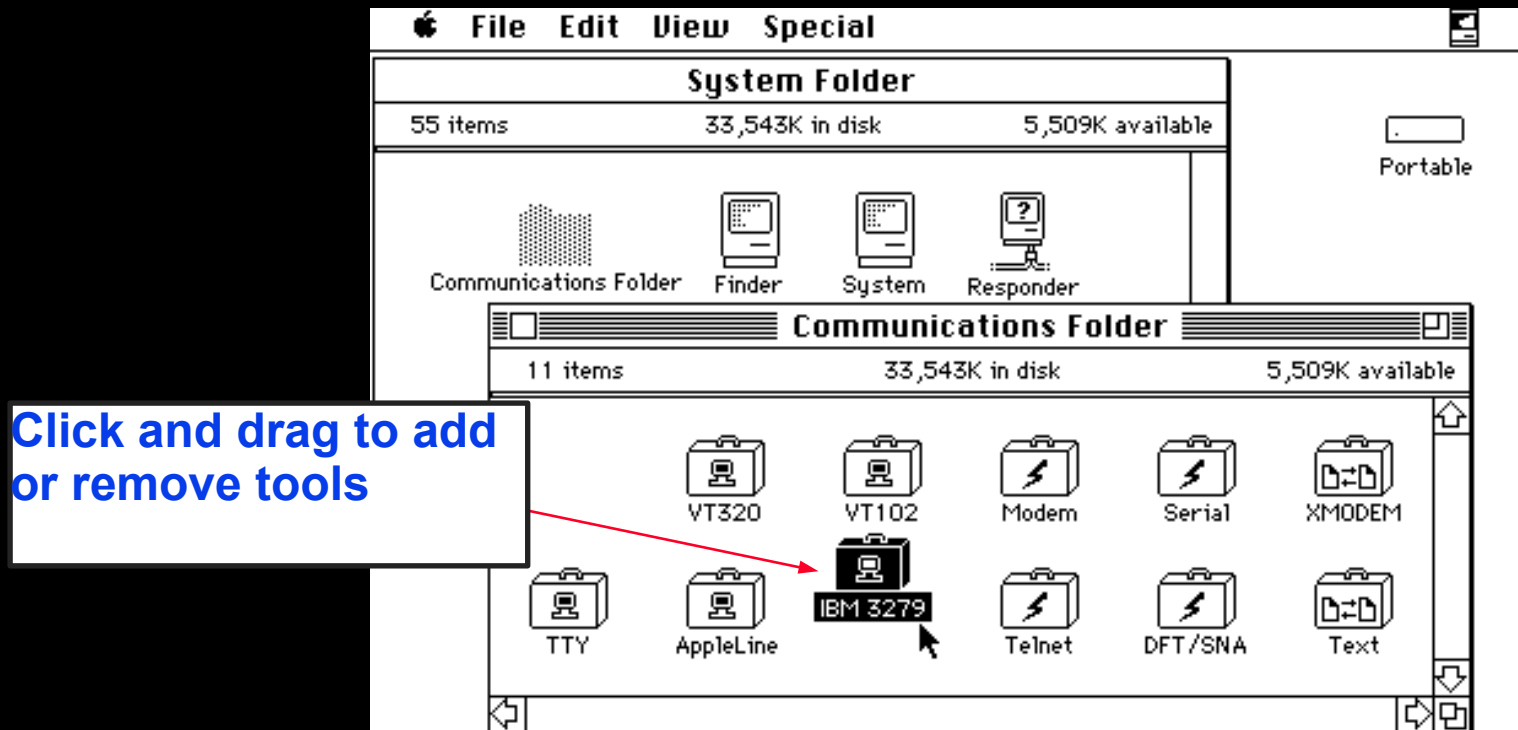 File Edit View Special
System Folder
55 items 33,543K in disk 5,509K available
Portable
?
Communications Folder Finder System Responder
Communications Folder
11 items 33,543K in disk 5,509K available
Click and drag to add
or remove tools
VT320 VT102 Modem Serial XMODEM
IBM 3279
TTY AppleLine Telnet DFT/SNA Text